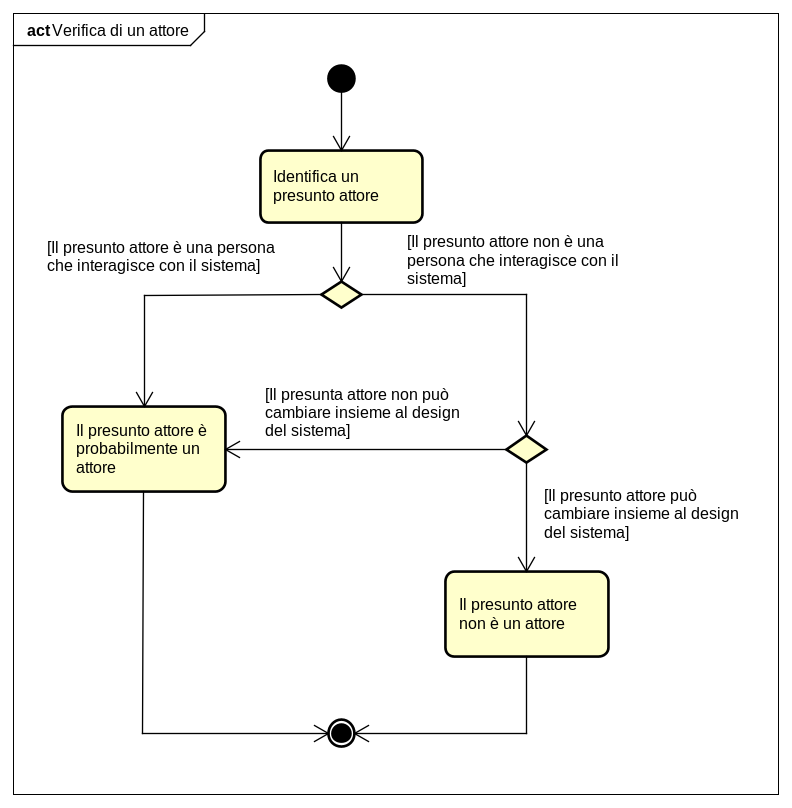 act Verifica di un attore
Identifica un
presunto attore
[Il presunto attore è una persona
che interagisce con il sistema]
[Il presunto attore non è una
persona che interagisce con il
sistema]
[Il presunta attore non può
cambiare insieme al design
del sistema]
Il presunto attore è
probabilmente un
attore
[Il presunto attore può
cambiare insieme al design
del sistema]
Il presunto attore
non è un attore